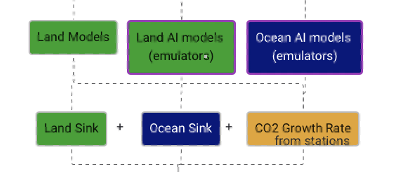 Land Models
Land AI models
(emulators)
Ocean AI models
(emulators)
Land Sink
+
Ocean Sink
+
CO2 Growth Rate
from stations